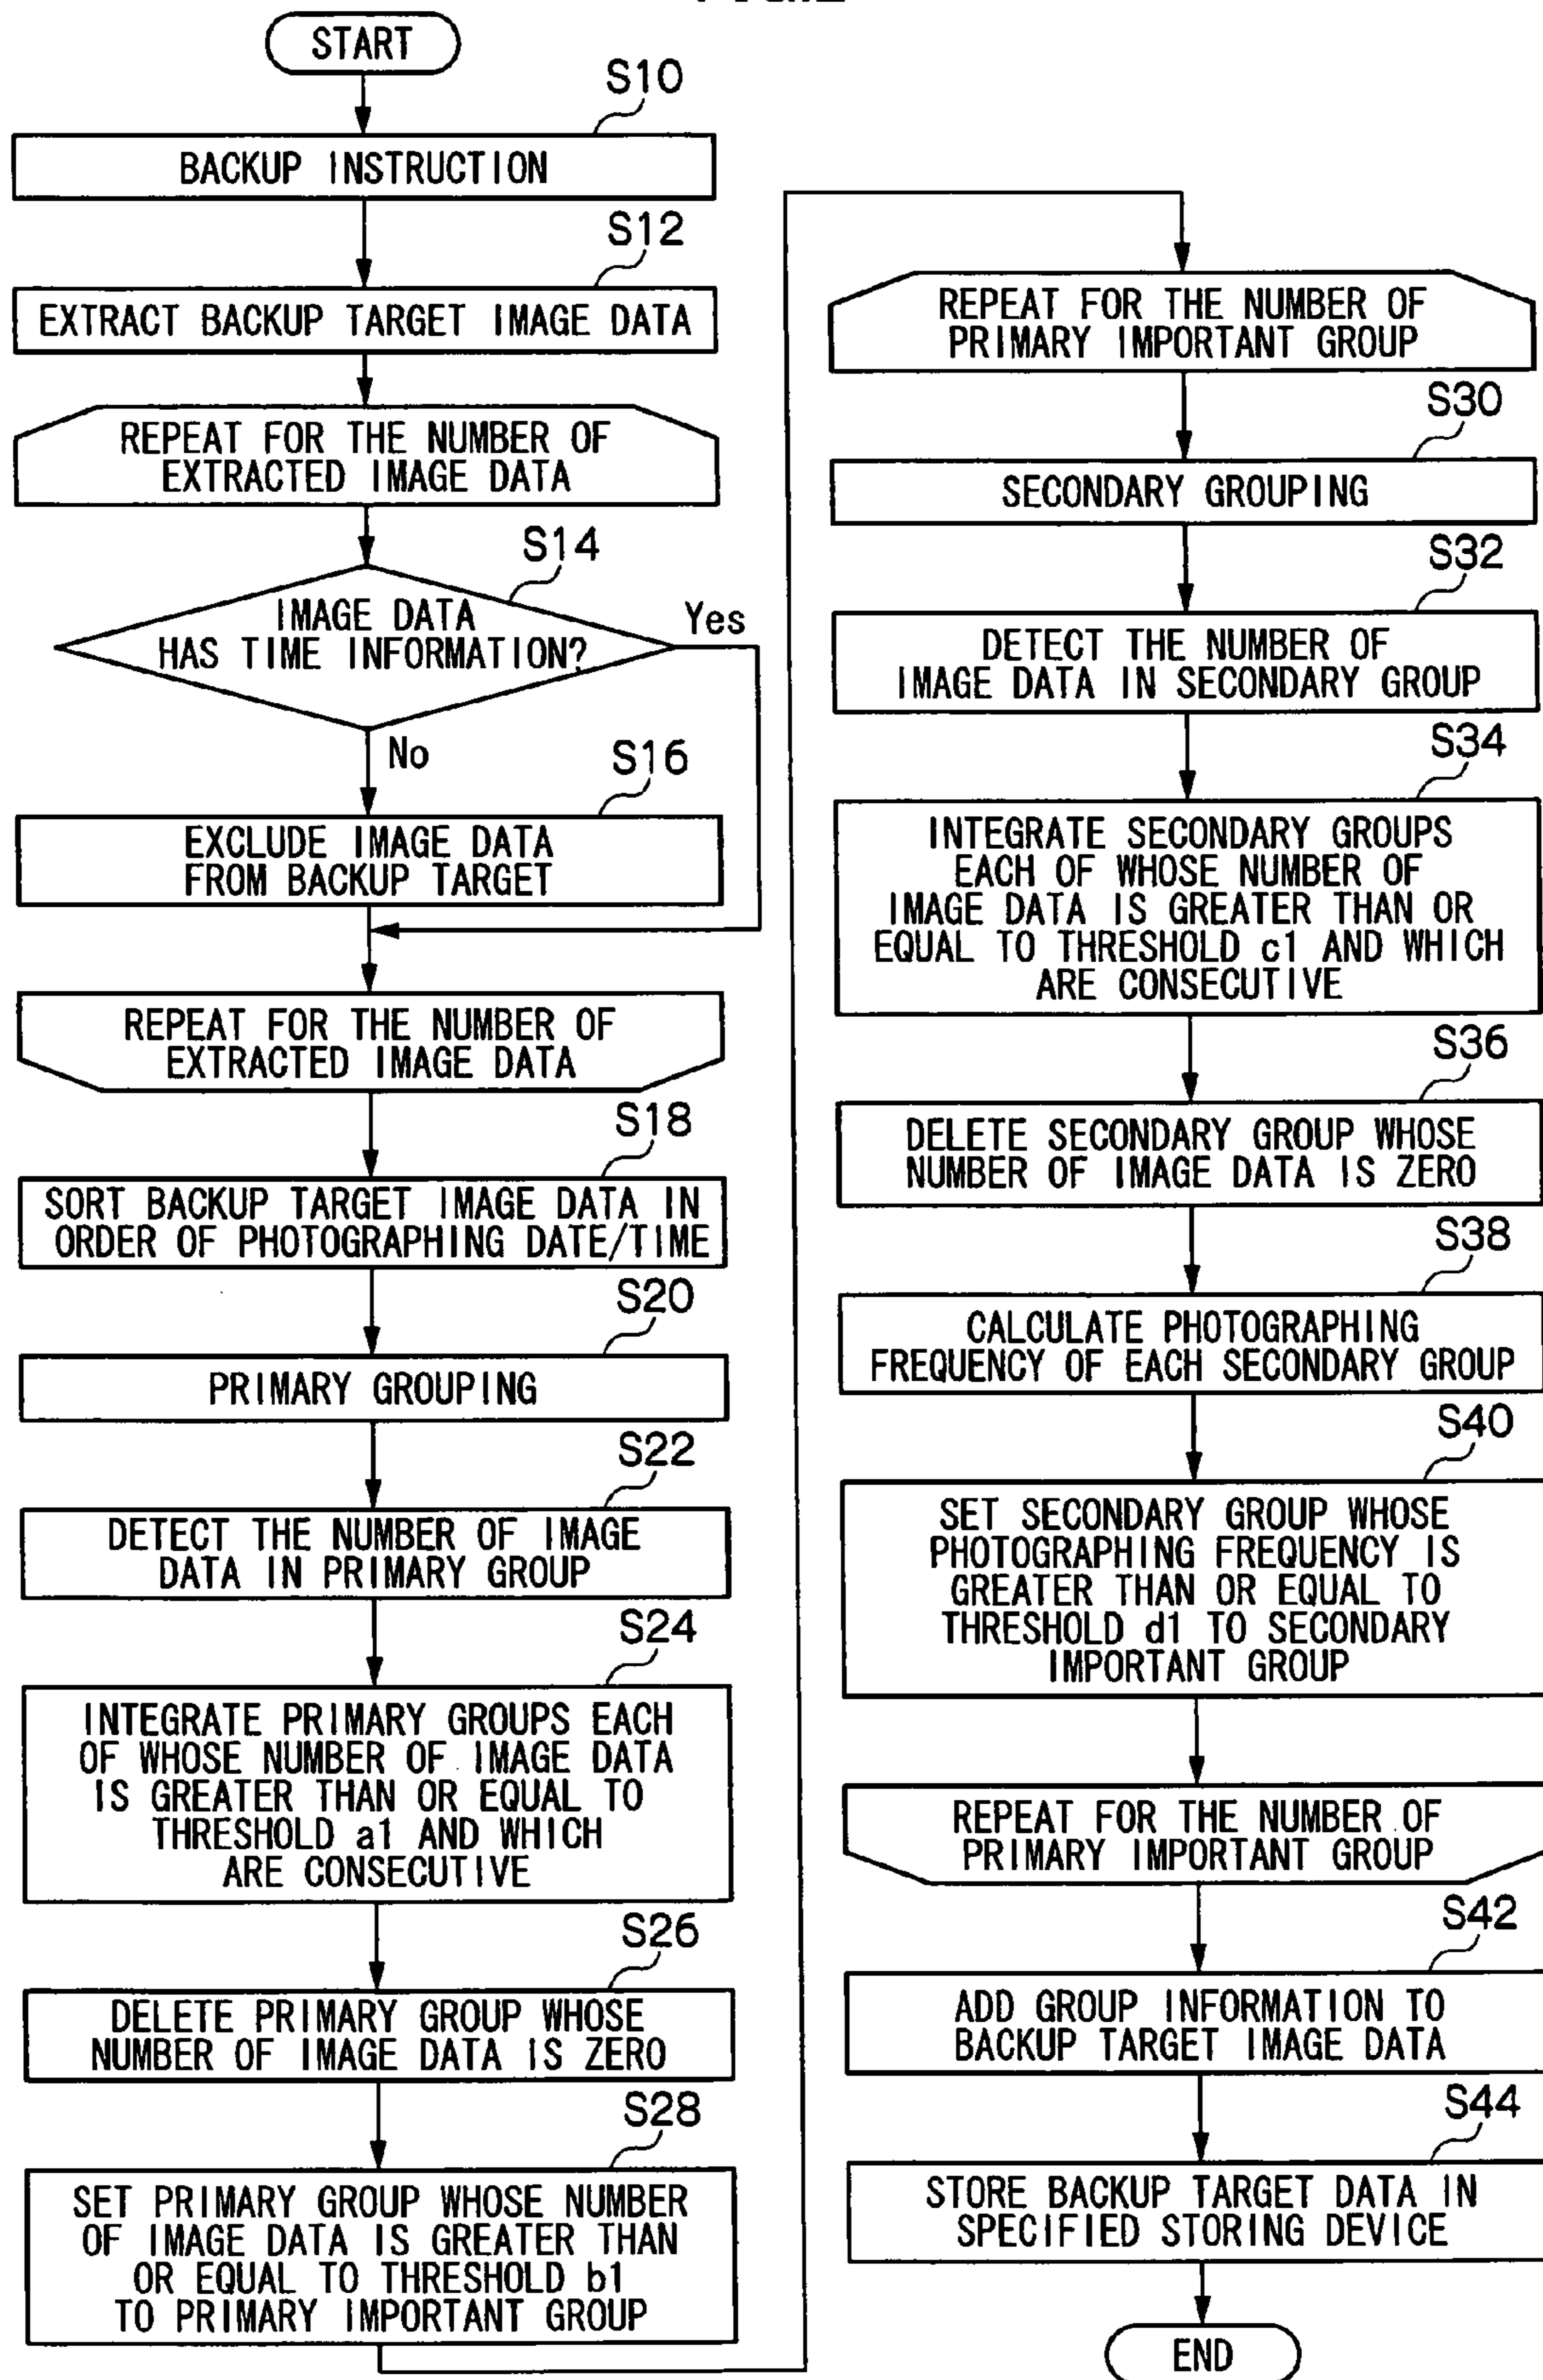 START
S10
BACKUP INSTRUCTION
S12
EXTRACT BACKUP TARGET IMAGE DATA
REPEAT FOR THE NUMBER OF
EXTRACTED IMAGE DATA
S14
IMAGE DATA
HAS TIME INFORMATION?
Yes
No
S16
EXCLUDE IMAGE DATA
FROM BACKUP TARGET
REPEAT FOR THE NUMBER OF
EXTRACTED IMAGE DATA
S18
SORT BACKUP TARGET IMAGE DATA IN
ORDER OF PHOTOGRAPHING DATE/TIME
S20
PRIMARY GROUPING
S22
DETECT THE NUMBER OF IMAGE
DATA IN PRIMARY GROUP
S24
INTEGRATE PRIMARY GROUPS EACH
OF WHOSE NUMBER OF IMAGE DATA
IS GREATER THAN OR EQUAL TO
THRESHOLD a1 AND WHICH
ARE CONSECUTIVE
S26
DELETE PRIMARY GROUP WHOSE
NUMBER OF IMAGE DATA IS ZERO
S28
SET PRIMARY GROUP WHOSE NUMBER
OF IMAGE DATA IS GREATER THAN
OR EQUAL TO THRESHOLD b1
TO PRIMARY IMPORTANT GROUP
REPEAT FOR THE NUMBER OF
PRIMARY IMPORTANT GROUP
S30
SECONDARY GROUPING
S32
DETECT THE NUMBER OF
IMAGE DATA IN SECONDARY GROUP
S34
INTEGRATE SECONDARY GROUPS
EACH OF WHOSE NUMBER OF
IMAGE DATA IS GREATER THAN OR
EQUAL TO THRESHOLD c1 AND WHICH
ARE CONSECUTIVE
S36
DELETE SECONDARY GROUP WHOSE
NUMBER OF IMAGE DATA IS ZERO
S38
CALCULATE PHOTOGRAPHING
FREQUENCY OF EACH SECONDARY GROUP
S40
SET SECONDARY GROUP WHOSE
PHOTOGRAPHING FREQUENCY IS
GREATER THAN OR EQUAL TO
THRESHOLD d1 TO SECONDARY
IMPORTANT GROUP
REPEAT FOR THE NUMBER OF
PRIMARY IMPORTANT GROUP
S42
ADD GROUP INFORMATION TO
BACKUP TARGET IMAGE DATA
S44
STORE BACKUP TARGET DATA IN
SPECIFIED STORING DEVICE
END